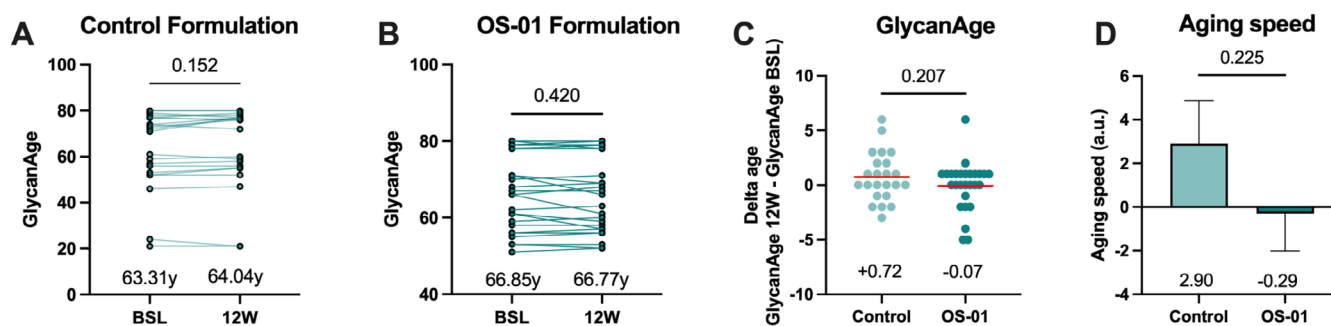 A
Control Formulation
0.152
GlycanAge
100
80
60
40
20
0
63.31y
64.04y
BSL
12W
B
OS-01 Formulation
0.420
GlycanAge
100
80
60
40
66.85y
66.77y
BSL
12W
C
GlycanAge
0.207
Delta age
GlycanAge 12W - GlycanAge BSL)
10
5
0
-5
-10
+0.72
-0.07
Control
OS-01
D
Aging speed
0.225
Aging speed (a.u.)
6
4
2
0
-2
-4
2.90
-0.29
Control
OS-01